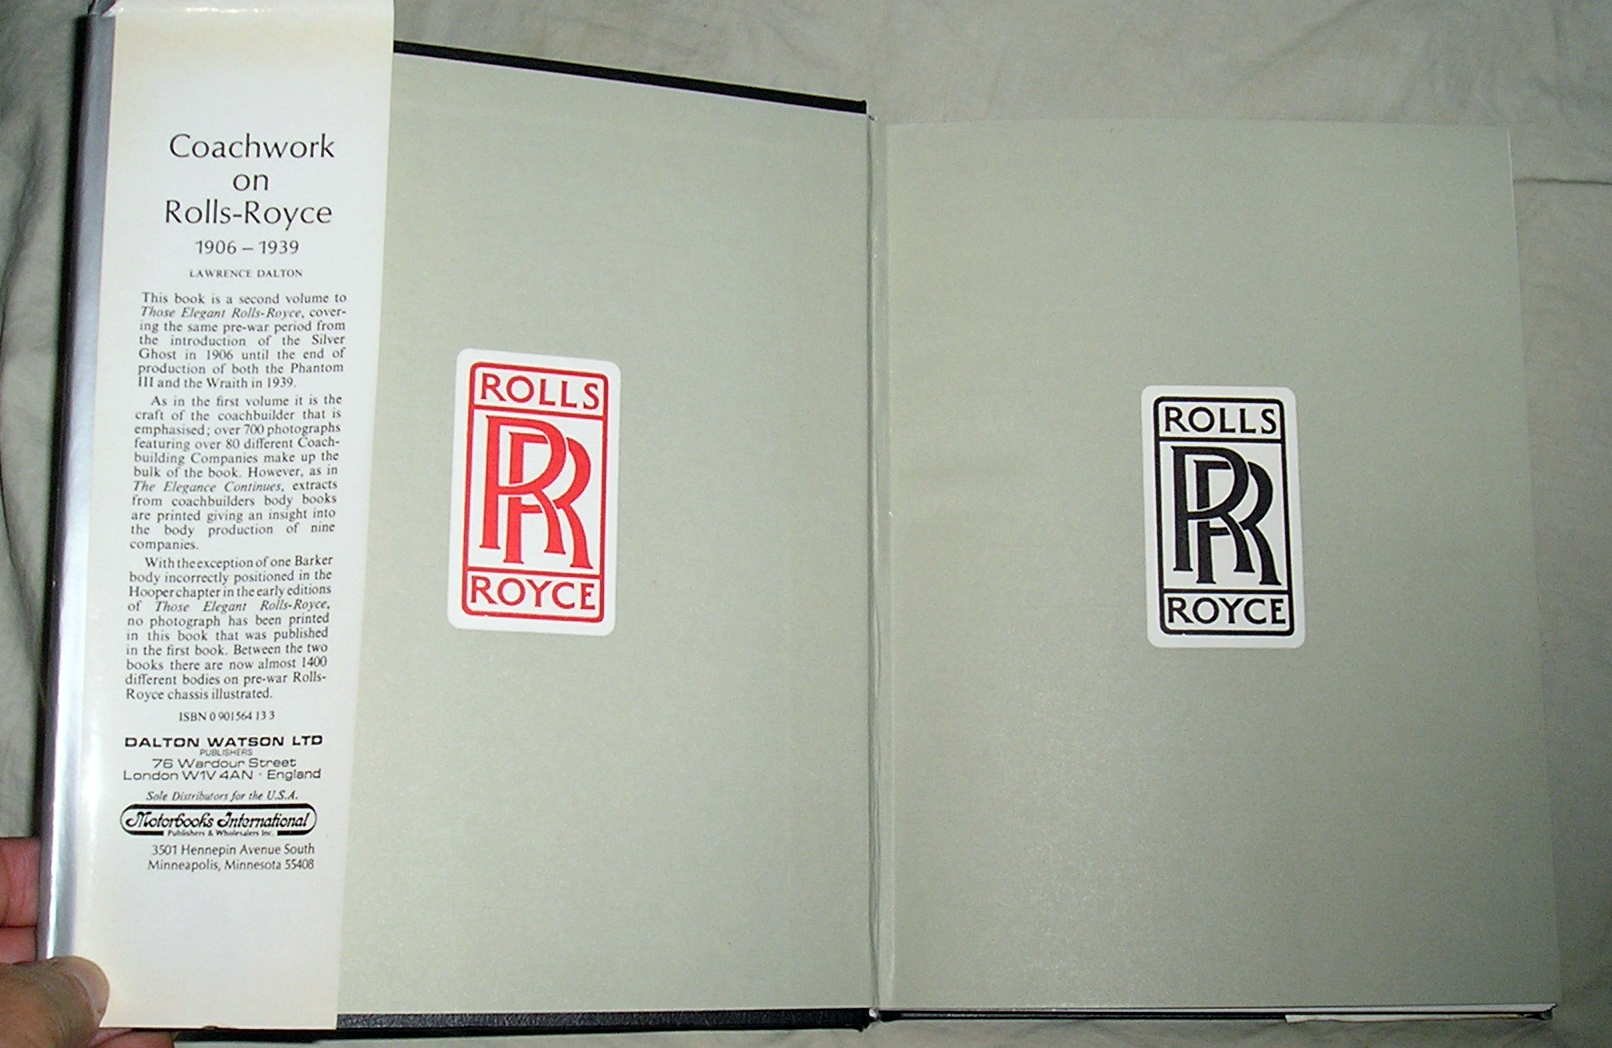 Coachwork
on
Rolls-Royce
1906 – 1939
LAWRENCE DALTON
This book is a second volume to
Those Elegant Rolls-Royce, cover-
ing the same pre-war period from
the introduction of the Silver
Ghost in 1906 until the end of
production of both the Phantom
III and the Wraith in 1939.
As in the first volume it is the
craft of the coachbuilder that is
emphasised; over 700 photographs
featuring over 80 different Coach-
building Companies make up the
bulk of the book. However, as in
The Elegance Continues, extracts
from coachbuilders body books
are printed giving an insight into
the body production of nine
companies.
With the exception of one Barker
body incorrectly positioned in the
Hooper chapter in the early editions
of Those Elegant Rolls-Royce,
no photograph has been printed
in this book that was published
in the first book. Between the two
books there are now almost 1400
different bodies on pre-war Rolls-
Royce chassis illustrated.
ISBN 0 901564 13 3
DALTON WATSON LTD
PUBLISHERS
76 Wardour Street
London W1V 4AN · England
Sole Distributors for the U.S.A.
Motorbooks International
Publishers & Wholesalers Inc.
3501 Hennepin Avenue South
Minneapolis, Minnesota 55408
ROLLS
RR
ROYCE
ROLLS
RR
ROYCE